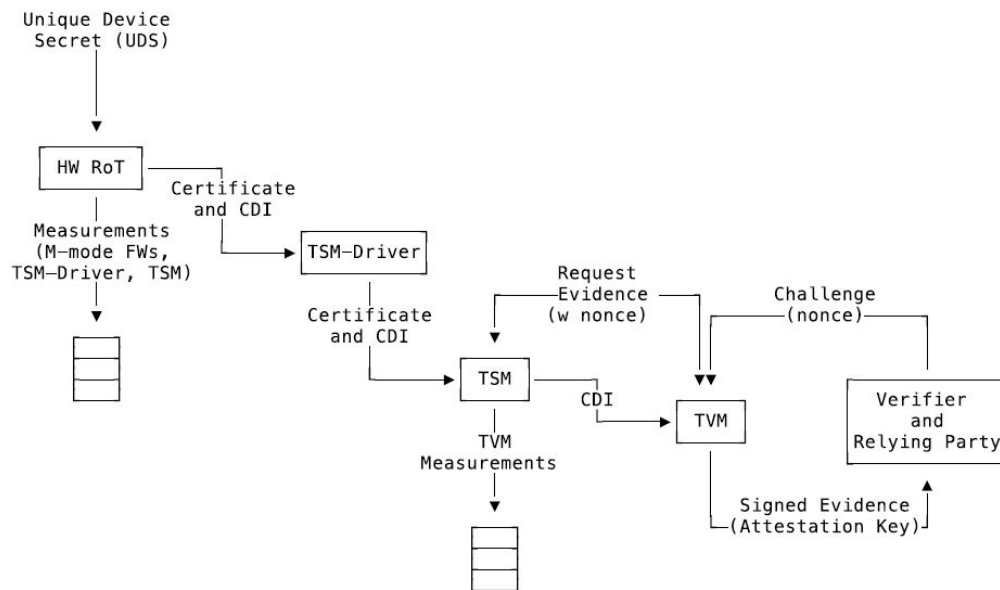 Unique Device
Secret (UDS)
HW RoT
Certificate
and CDI
Measurements
(M—mode FWs,
TSM—Driver, TSM)
TSM—Driver
Certificate
and CDI
Request
Evidence
(w nonce)
Challenge
(nonce)
TSM
CDI
TVM
Verifier
and
Relying Party
TVM
Measurements
Signed Evidence
(Attestation Key)